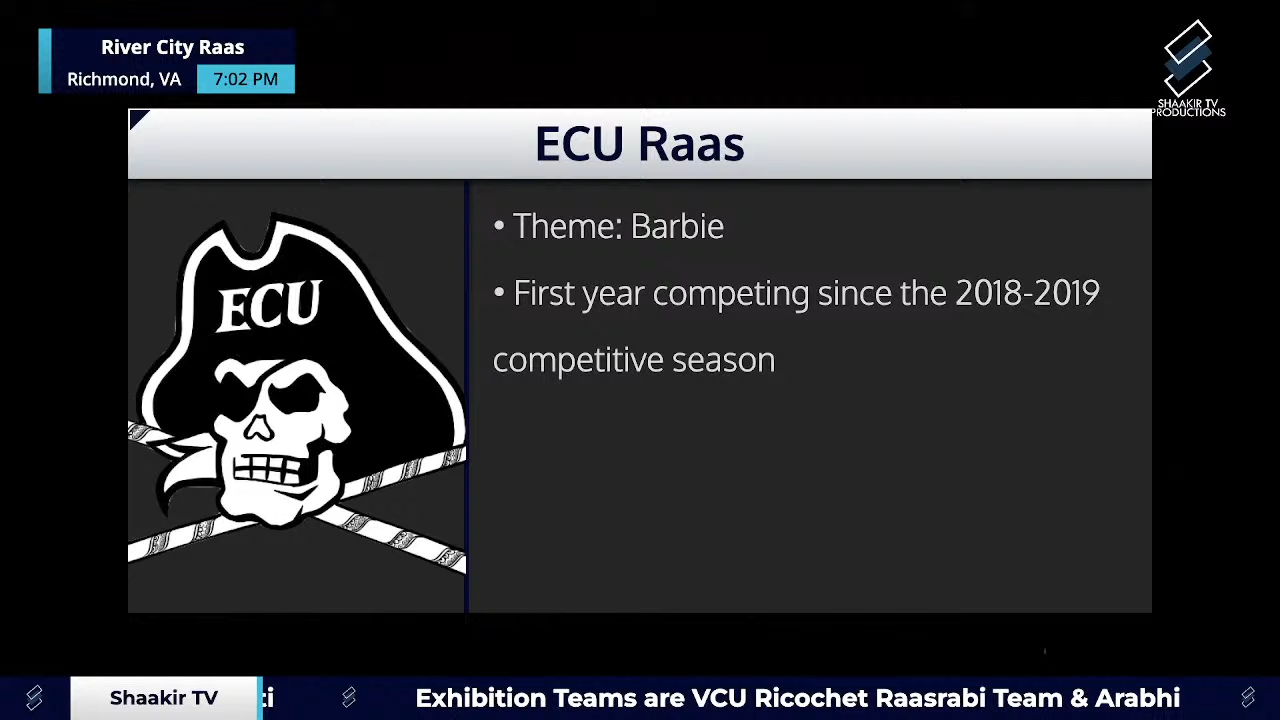 River City Raas
Richmond, VA 7:02 PM
SHAAKIR TV
PRODUCTIONS
ECU Raas
ECU
• Theme: Barbie
• First year competing since the 2018-2019
competitive season
Shaakir TV ti Exhibition Teams are VCU Ricochet Raasrabi Team & Arabhi